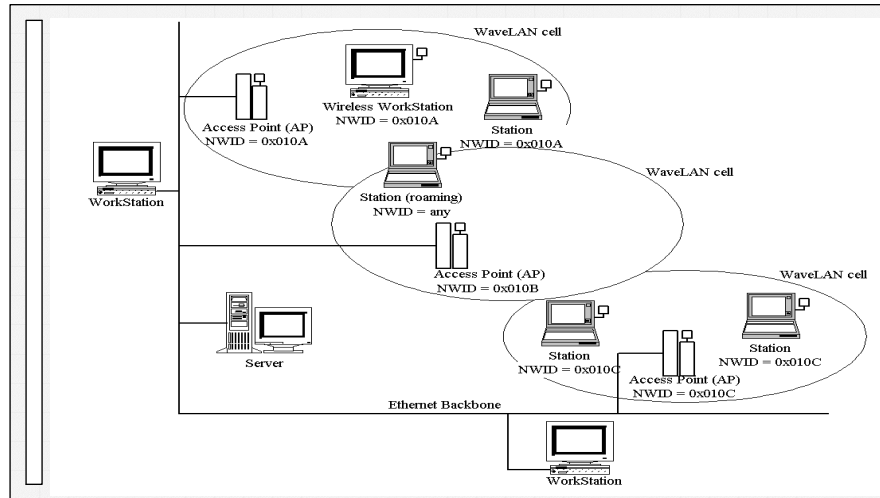 WaveLAN cell
Wireless WorkStation
NWID = 0x010A
Access Point (AP)
NWID = 0x010A
Station
NWID = 0x010A
WorkStation
Station (roaming)
NWID = any
WaveLAN cell
Access Point (AP)
NWID = 0x010B
WaveLAN cell
Station
NWID = 0x010C
Station
NWID = 0x010C
Access Point (AP)
NWID = 0x010C
Server
Ethernet Backbone
WorkStation